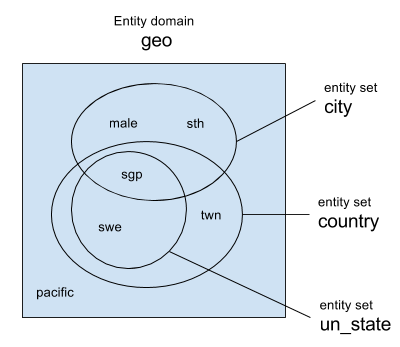 Entity domain
geo
entity set
city
male sth
sgp
entity set
country
swe twn
pacific
entity set
un_state